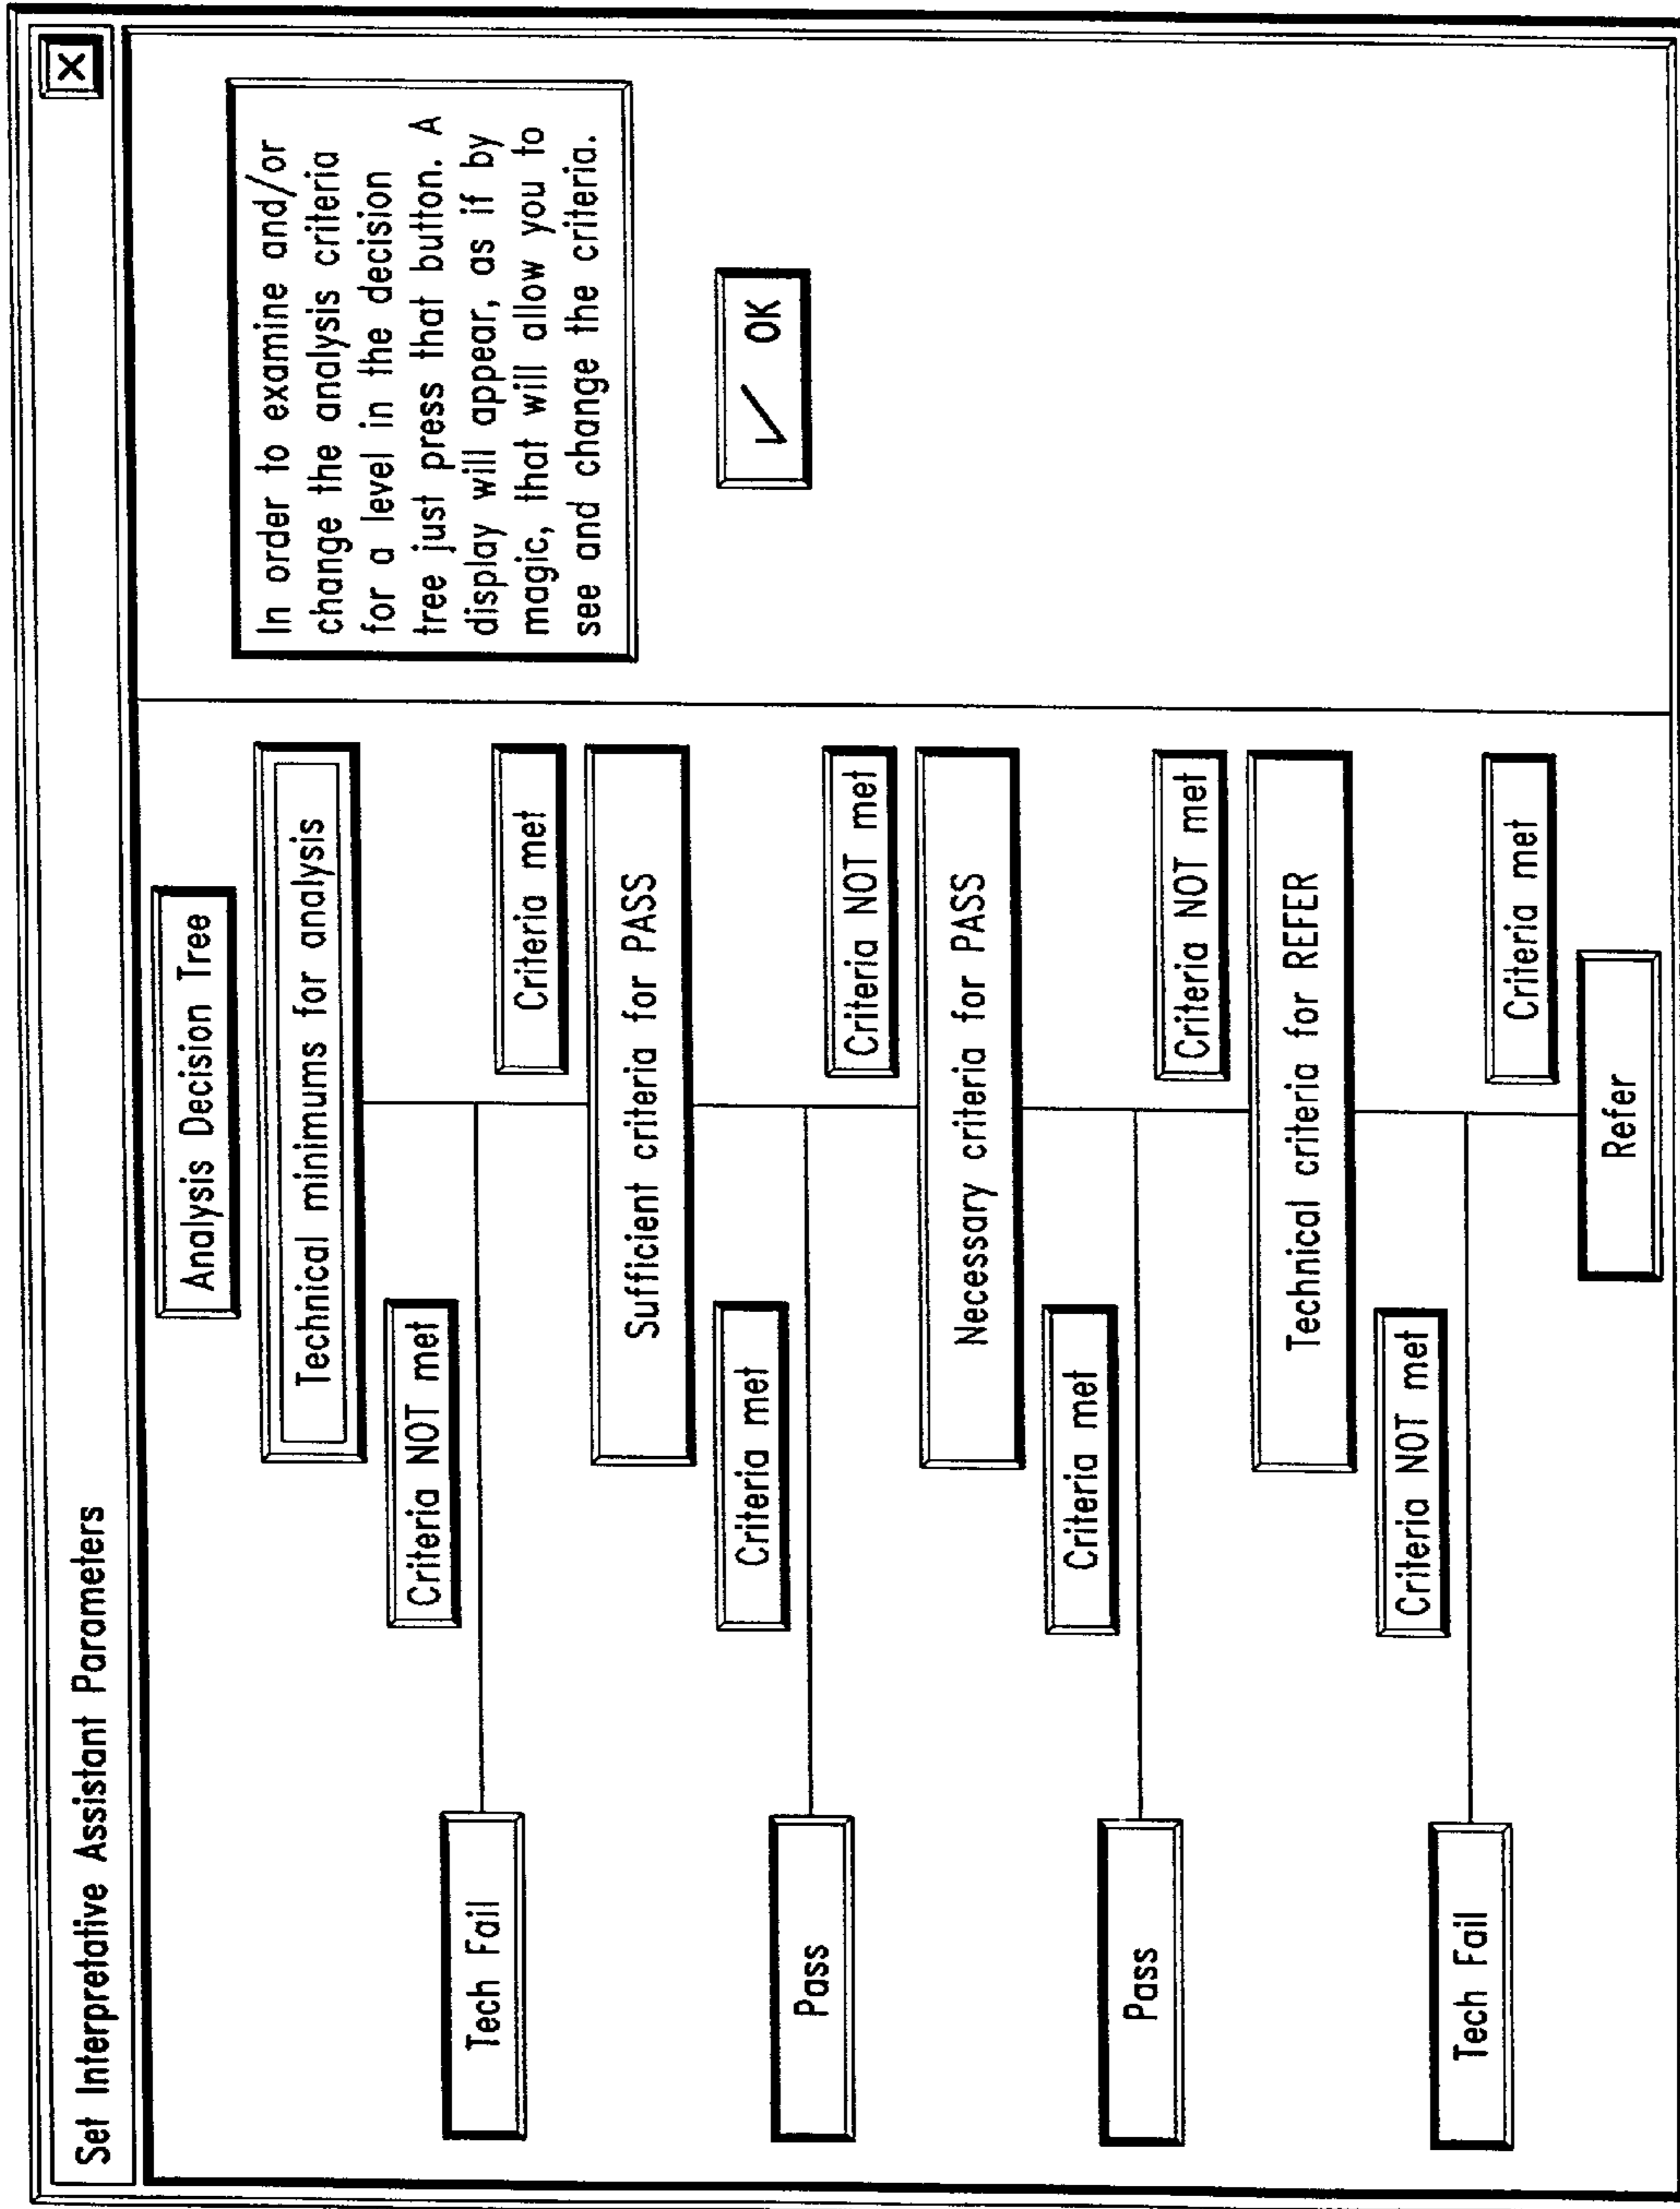 Set Interpretative Assistant Parameters
X
Analysis Decision Tree
Technical minimums for analysis
Criteria NOT met
Tech Fail
Criteria met
Sufficient criteria for PASS
Criteria met
Pass
Criteria NOT met
Necessary criteria for PASS
Criteria met
Pass
Criteria NOT met
Technical criteria for REFER
Criteria NOT met
Tech Fail
Criteria met
Refer
In order to examine and/or
change the analysis criteria
for a level in the decision
tree just press that button. A
display will appear, as if by
magic, that will allow you to
see and change the criteria.
✓ OK